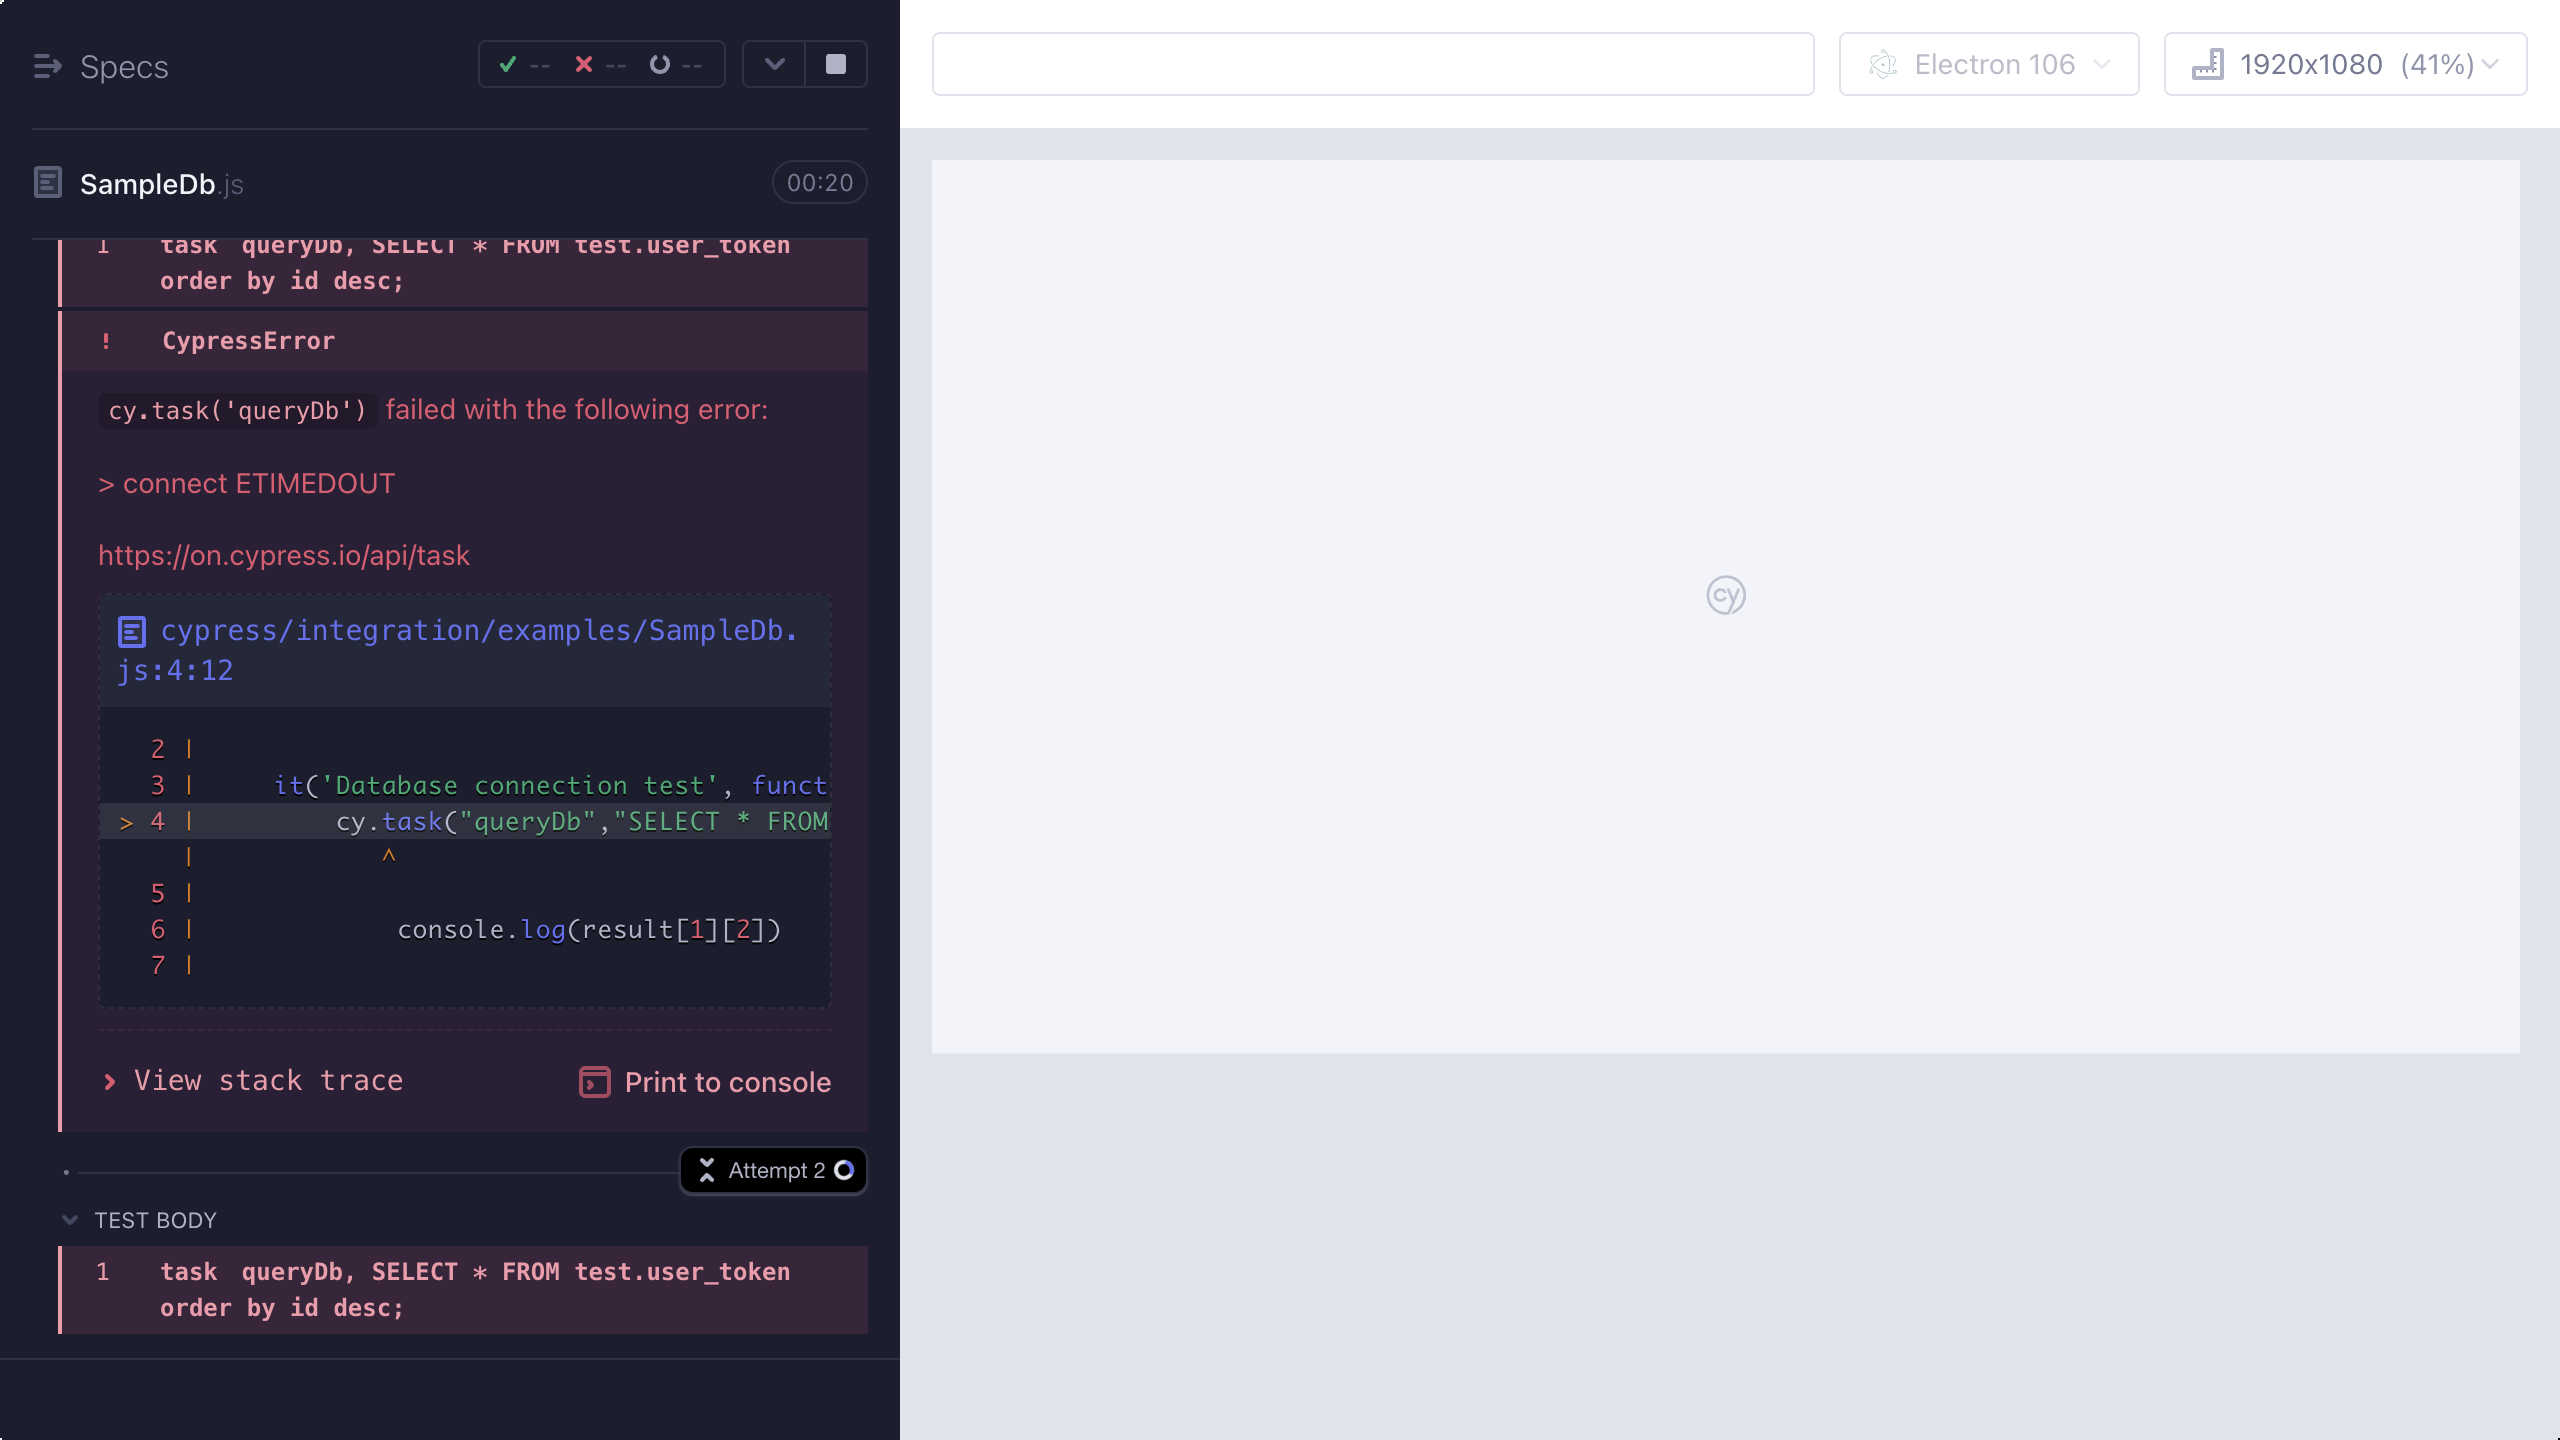 Specs
-- -- --
Electron 106
1920x1080 (41%)
SampleDb.js
00:20
1 task queryDb, SELECT * FROM test.user_token
order by id desc;
! CypressError
cy.task('queryDb') failed with the following error:
> connect ETIMEDOUT
https://on.cypress.io/api/task
cypress/integration/examples/SampleDb.
js:4:12
2 |
3 | it('Database connection test', funct
> 4 | cy.task("queryDb","SELECT * FROM
| ^
5 |
6 | console.log(result[1][2])
7 |
View stack trace
Print to console
Attempt 2
TEST BODY
1 task queryDb, SELECT * FROM test.user_token
order by id desc;
cy